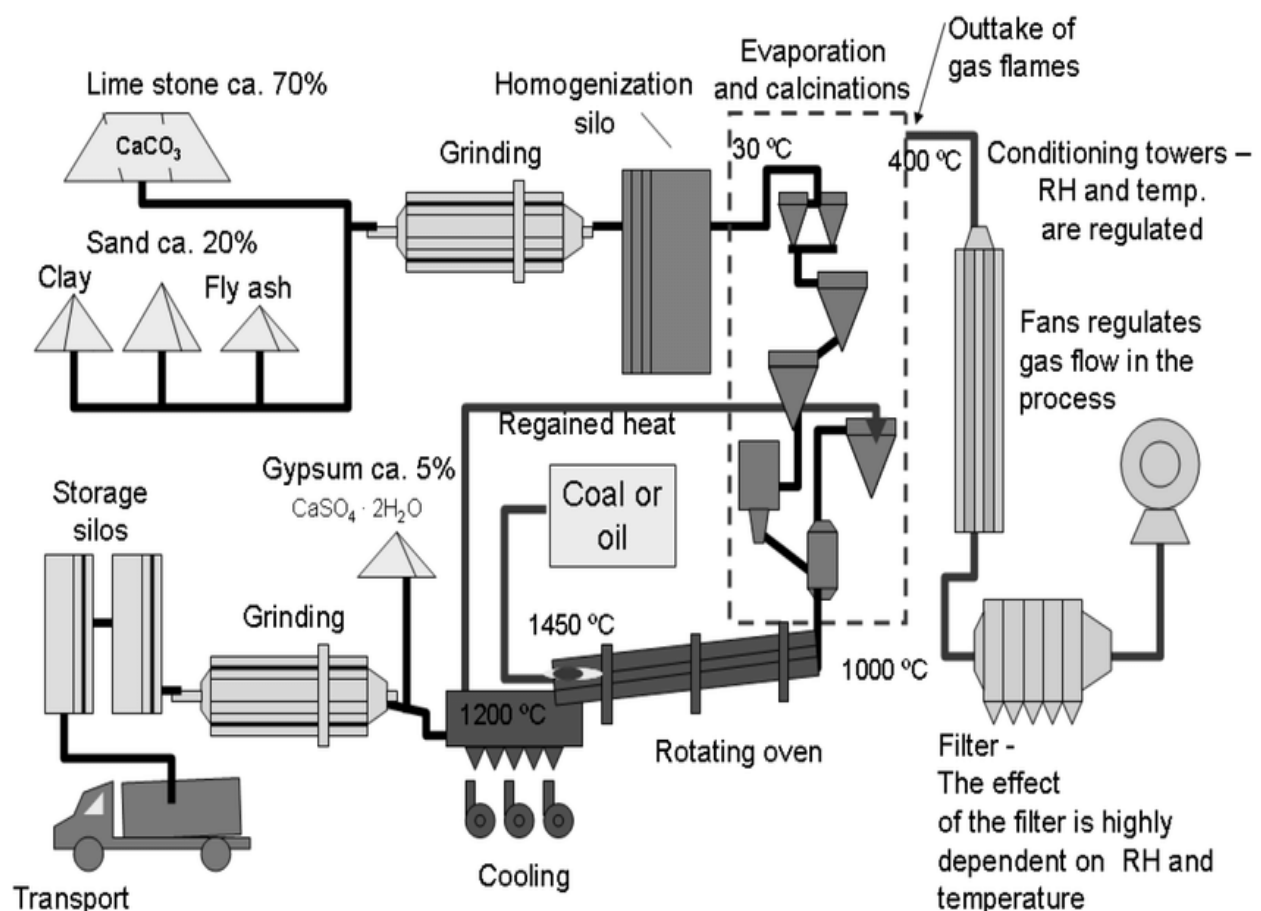 Lime stone ca. 70%
CaCO₃
Sand ca. 20%
Clay
Fly ash
Grinding
Homogenization
silo
Evaporation
and calcinations
30 ºC
Outtake of
gas flames
400 ºC
Conditioning towers –
RH and temp.
are regulated
Fans regulates
gas flow in the
process
Regained heat
Gypsum ca. 5%
CaSO₄ · 2H₂O
Coal or
oil
Storage
silos
Grinding
1450 ºC
1000 ºC
1200 ºC
Rotating oven
Cooling
Transport
Filter -
The effect
of the filter is highly
dependent on RH and
temperature